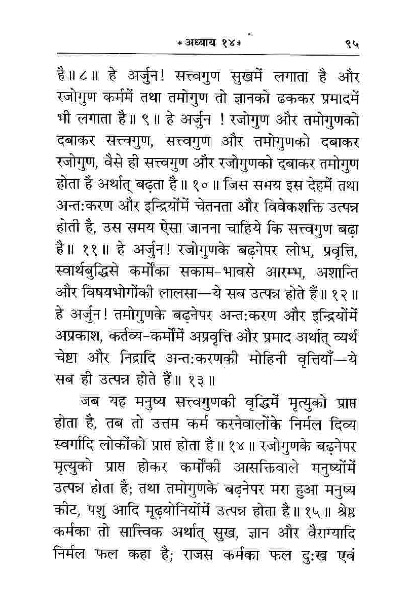 * अध्याय १४ * ९५
है॥ ८॥ हे अर्जुन! सत्त्वगुण सुखमें लगाता है और
रजोगुण कर्ममें तथा तमोगुण तो ज्ञानको ढककर प्रमादमें
भी लगाता है॥ ९॥ हे अर्जुन ! रजोगुण और तमोगुणको
दबाकर सत्त्वगुण, सत्त्वगुण और तमोगुणको दबाकर
रजोगुण, वैसे ही सत्त्वगुण और रजोगुणको दबाकर तमोगुण
होता है अर्थात् बढ़ता है॥ १०॥ जिस समय इस देहमें तथा
अन्त:करण और इन्द्रियोंमें चेतनता और विवेकशक्ति उत्पन्न
होती है, उस समय ऐसा जानना चाहिये कि सत्त्वगुण बढ़ा
है॥ ११॥ हे अर्जुन! रजोगुणके बढ़नेपर लोभ, प्रवृत्ति,
स्वार्थबुद्धिसे कर्मोंका सकाम-भावसे आरम्भ, अशान्ति
और विषयभोगोंकी लालसा—ये सब उत्पन्न होते हैं॥ १२॥
हे अर्जुन! तमोगुणके बढ़नेपर अन्त:करण और इन्द्रियोंमें
अप्रकाश, कर्तव्य-कर्मोंमें अप्रवृत्ति और प्रमाद अर्थात् व्यर्थ
चेष्टा और निद्रादि अन्त:करणकी मोहिनी वृत्तियाँ—ये
सब ही उत्पन्न होते हैं॥ १३॥
जब यह मनुष्य सत्त्वगुणकी वृद्धिमें मृत्युको प्राप्त
होता है, तब तो उत्तम कर्म करनेवालोंके निर्मल दिव्य
स्वर्गादि लोकोंको प्राप्त होता है॥ १४॥ रजोगुणके बढ़नेपर
मृत्युको प्राप्त होकर कर्मोंकी आसक्तिवाले मनुष्योंमें
उत्पन्न होता है; तथा तमोगुणके बढ़नेपर मरा हुआ मनुष्य
कीट, पशु आदि मूढ़योनियोंमें उत्पन्न होता है॥ १५॥ श्रेष्ठ
कर्मका तो सात्त्विक अर्थात् सुख, ज्ञान और वैराग्यादि
निर्मल फल कहा है; राजस कर्मका फल दु:ख एवं